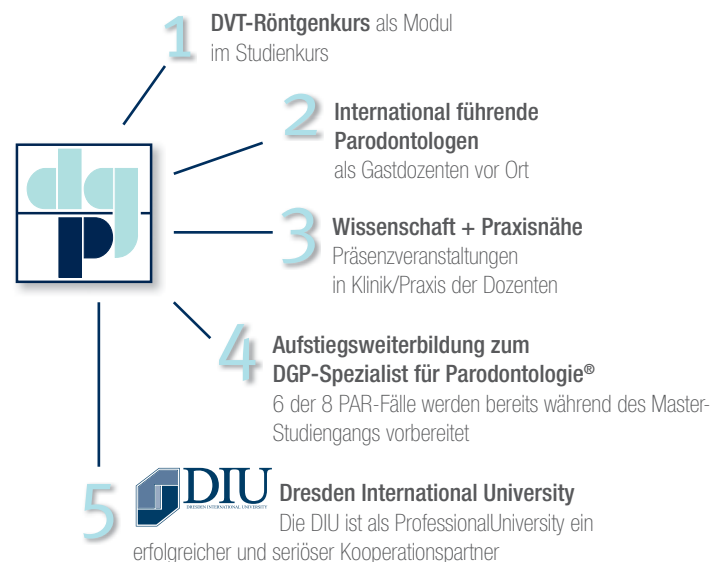 1 DVT-Röntgenkurs als Modul
im Studienkurs
dg
p
2 International führende
Parodontologen
als Gastdozenten vor Ort
3 Wissenschaft + Praxisnähe
Präsenzveranstaltungen
in Klinik/Praxis der Dozenten
4 Aufstiegsweiterbildung zum
DGP-Spezialist für Parodontologie®
6 der 8 PAR-Fälle werden bereits während des Master-
Studiengangs vorbereitet
5 DIU Dresden International University
DRESDEN INTERNATIONAL UNIVERSITY
Die DIU ist als ProfessionalUniversity ein
erfolgreicher und seriöser Kooperationspartner